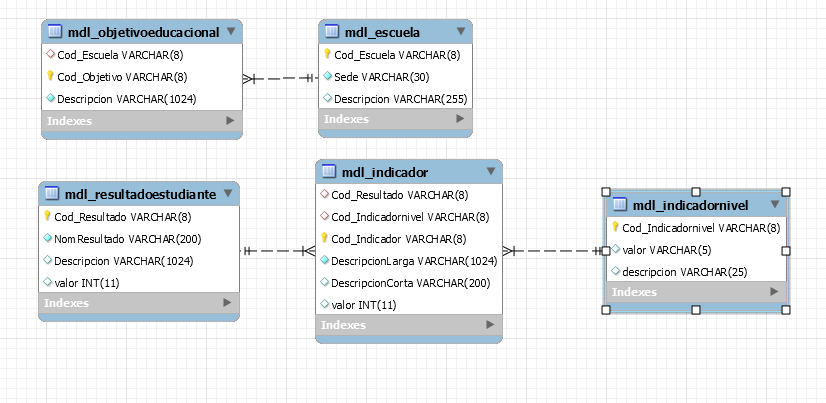 mdl_objetivoeducacional
Cod_Escuela VARCHAR(8)
Cod_Objetivo VARCHAR(8)
Descripcion VARCHAR(1024)
Indexes
mdl_escuela
Cod_Escuela VARCHAR(8)
Sede VARCHAR(30)
Descripcion VARCHAR(255)
Indexes
mdl_resultadoestudiante
Cod_Resultado VARCHAR(8)
NomResultado VARCHAR(200)
Descripcion VARCHAR(1024)
valor INT(11)
Indexes
mdl_indicador
Cod_Resultado VARCHAR(8)
Cod_Indicadornivel VARCHAR(8)
Cod_Indicador VARCHAR(8)
DescripcionLarga VARCHAR(1024)
DescripcionCorta VARCHAR(200)
valor INT(11)
Indexes
mdl_indicadornivel
Cod_Indicadornivel VARCHAR(8)
valor VARCHAR(5)
descripcion VARCHAR(25)
Indexes